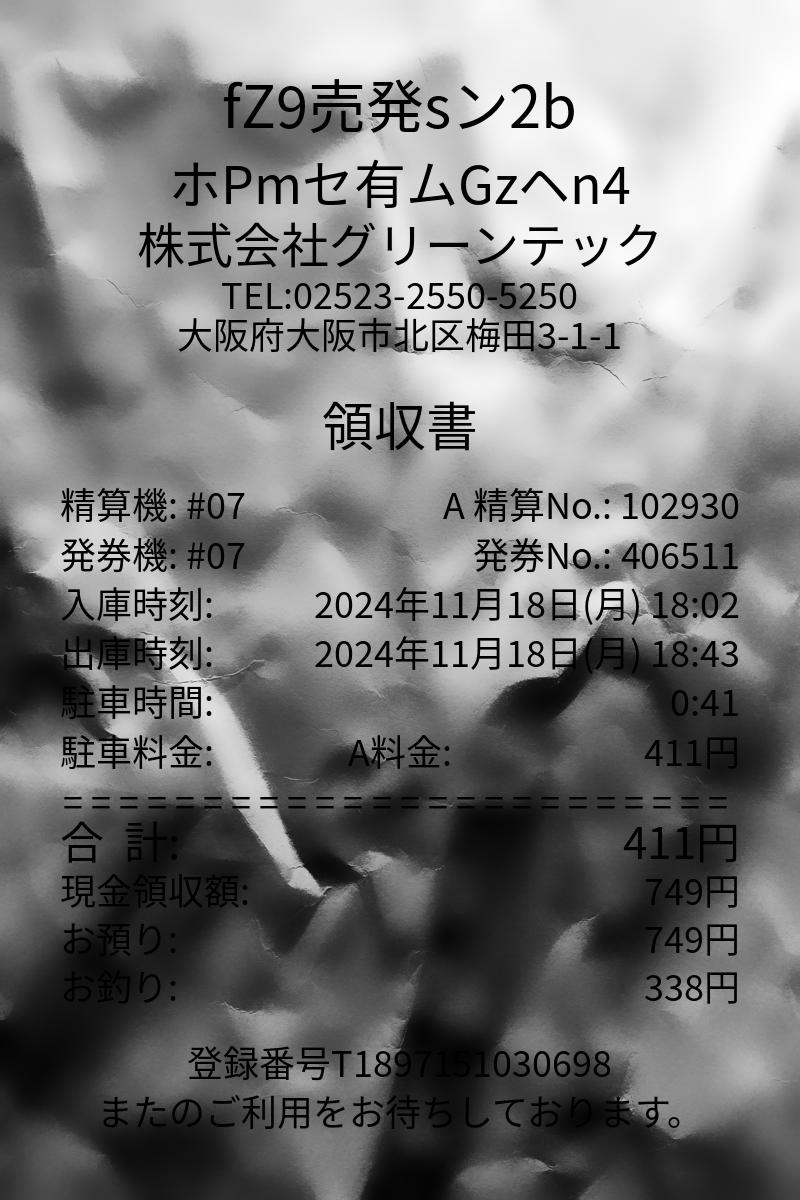 fZ9売発sン2b
ホPmセ有ムGzヘn4
株式会社グリーンテック
TEL:02523-2550-5250
大阪府大阪市北区梅田3-1-1
領収書
精算機: #07 A 精算No.: 102930
発券機: #07 発券No.: 406511
入庫時刻: 2024年11月18日(月) 18:02
出庫時刻: 2024年11月18日(月) 18:43
駐車時間: 0:41
駐車料金: A料金: 411円
========================
合 計: 411円
現金領収額: 749円
お預り: 749円
お釣り: 338円
登録番号T1897151030698
またのご利用をお待ちしております。